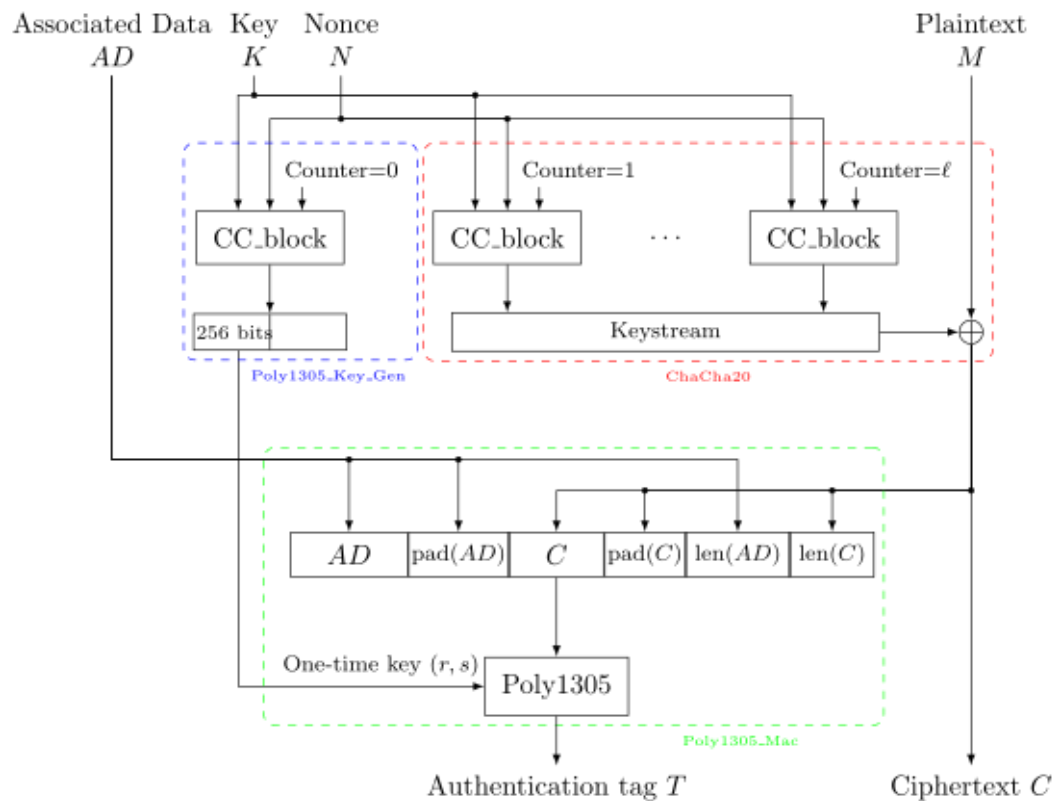 Associated Data Key Nonce Plaintext
AD K N M
Counter=0 Counter=1 Counter=ℓ
CC_block CC_block ··· CC_block
256 bits Keystream
Poly1305_Key_Gen ChaCha20
AD pad(AD) C pad(C) len(AD) len(C)
One-time key (r, s)
Poly1305
Poly1305_Mac
Authentication tag T Ciphertext C